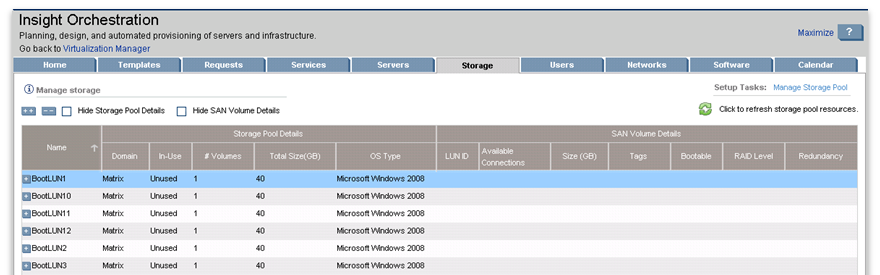 Insight Orchestration
Planning, design, and automated provisioning of servers and infrastructure.
Maximize ?
Go back to Virtualization Manager
Home Templates Requests Services Servers Storage Users Networks Software Calendar
Manage storage
Setup Tasks: Manage Storage Pool
Hide Storage Pool Details Hide SAN Volume Details
Click to refresh storage pool resources.
Name Storage Pool Details SAN Volume Details
Domain In-Use # Volumes Total Size(GB) OS Type LUN ID Available Connections Size (GB) Tags Bootable RAID Level Redundancy
BootLUN1 Matrix Unused 1 40 Microsoft Windows 2008
BootLUN10 Matrix Unused 1 40 Microsoft Windows 2008
BootLUN11 Matrix Unused 1 40 Microsoft Windows 2008
BootLUN12 Matrix Unused 1 40 Microsoft Windows 2008
BootLUN2 Matrix Unused 1 40 Microsoft Windows 2008
BootLUN3 Matrix Unused 1 40 Microsoft Windows 2008